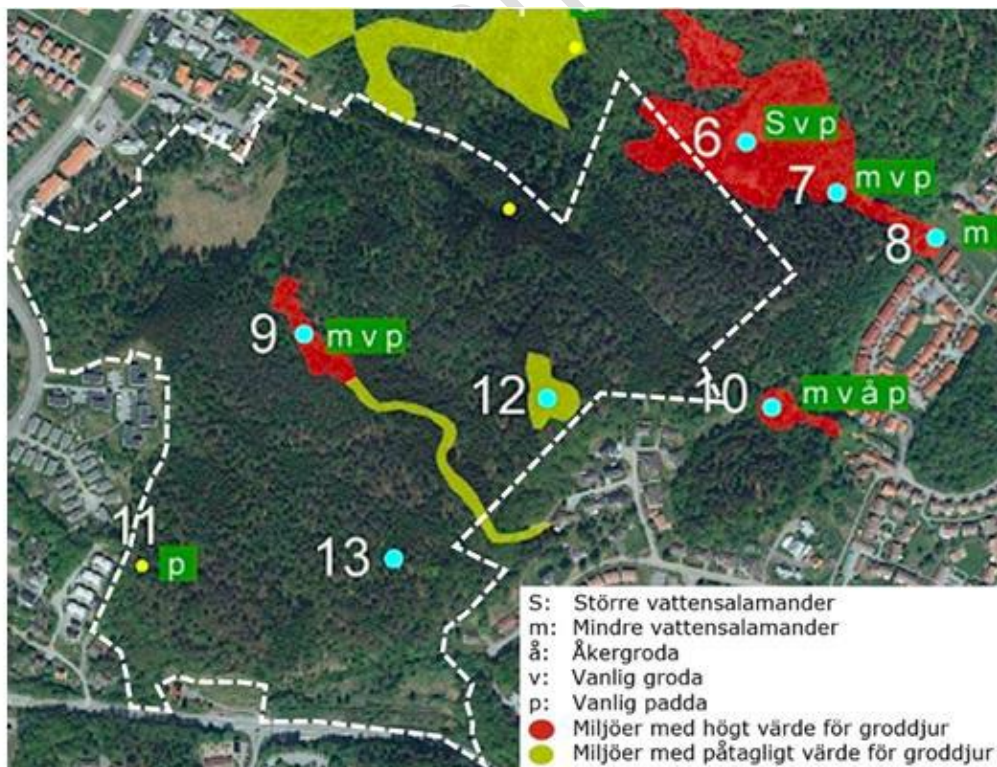 6
S v p
7
m v p
8
m
9
m v p
12
10
m v å p
11
p
13
S: Större vattensalamander
m: Mindre vattensalamander
å: Åkergroda
v: Vanlig groda
p: Vanlig padda
Miljöer med högt värde för groddjur
Miljöer med påtagligt värde för groddjur